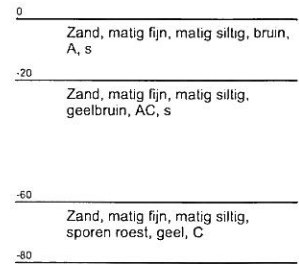 0
Zand, matig fijn, matig siltig, bruin,
A, s
-20
Zand, matig fijn, matig siltig,
geelbruin, AC, s
-60
Zand, matig fijn, matig siltig,
sporen roest, geel, C
-80